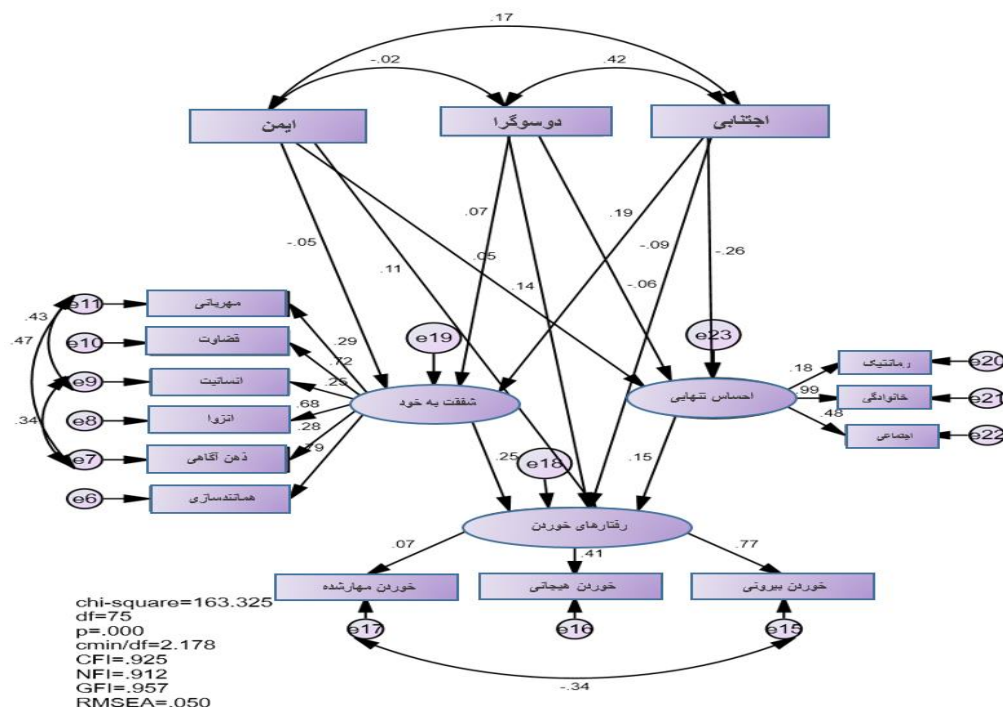 .17
-.02
.42
ایمن
دوسوگرا
اجتنابی
-.05
.11
.07
.05
.14
-.06
.19
-.09
-.26
e11
مهربانی
e10
قضاوت
e9
انسانیت
e8
انزوا
e7
ذهن آگاهی
e6
همانندسازی
.43
.47
.34
.29
.72
.25
.68
.28
e19
شفقت به خود
e23
احساس تنهایی
.18
.99
.48
رمانتیک
e20
خانوادگی
e21
اجتماعی
e22
.25
e18
.15
رفتارهای خوردن
.07
.41
.77
خوردن مهارشده
خوردن هیجانی
خوردن بیرونی
e17
e16
e15
-.34
chi-square=163.325
df=75
p=.000
cmin/df=2.178
CFI=.925
NFI=.912
GFI=.957
RMSEA=.050